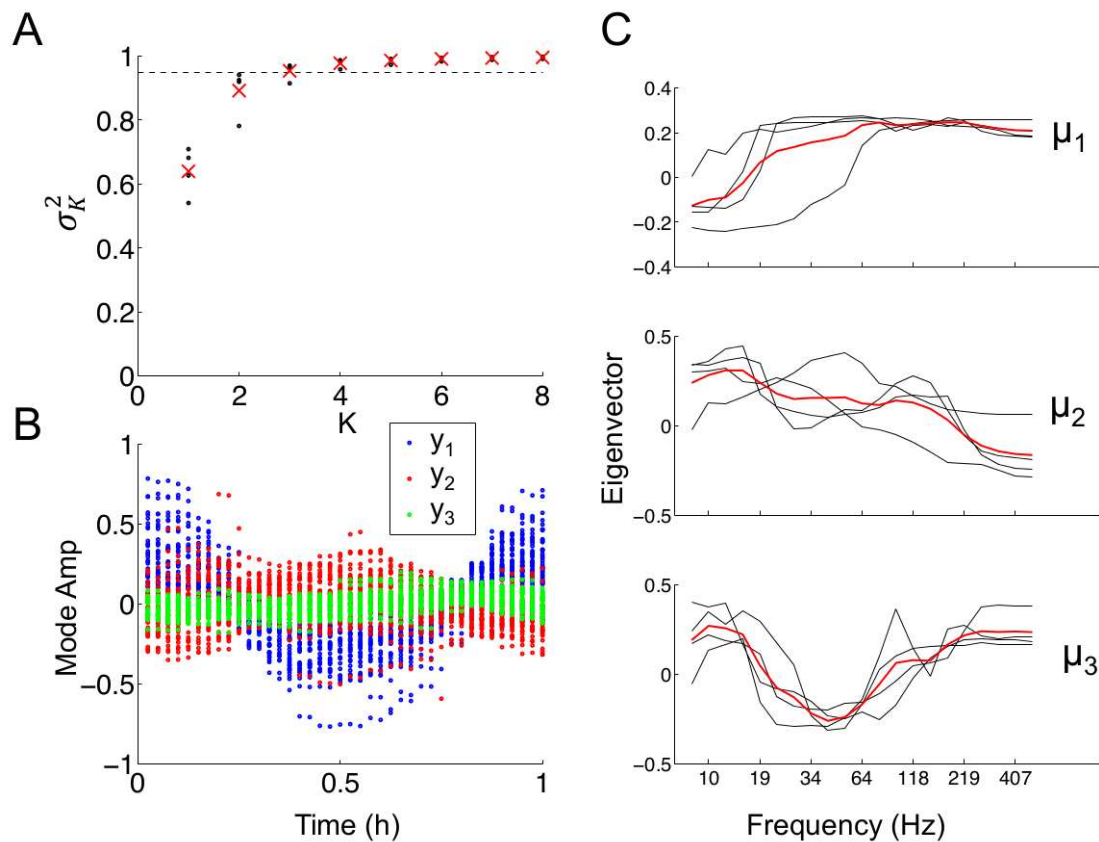 A
1
0.8
0.6
0.4
0.2
0
σ²_K
0 2 4 6 8
K
B
1
0.5
0
−0.5
−1
Mode Amp
y₁
y₂
y₃
0 0.5 1
Time (h)
C
0.4
0.2
0
−0.2
−0.4
μ₁
0.5
0
−0.5
μ₂
Eigenvector
0.5
0
−0.5
μ₃
10 19 34 64 118 219 407
Frequency (Hz)